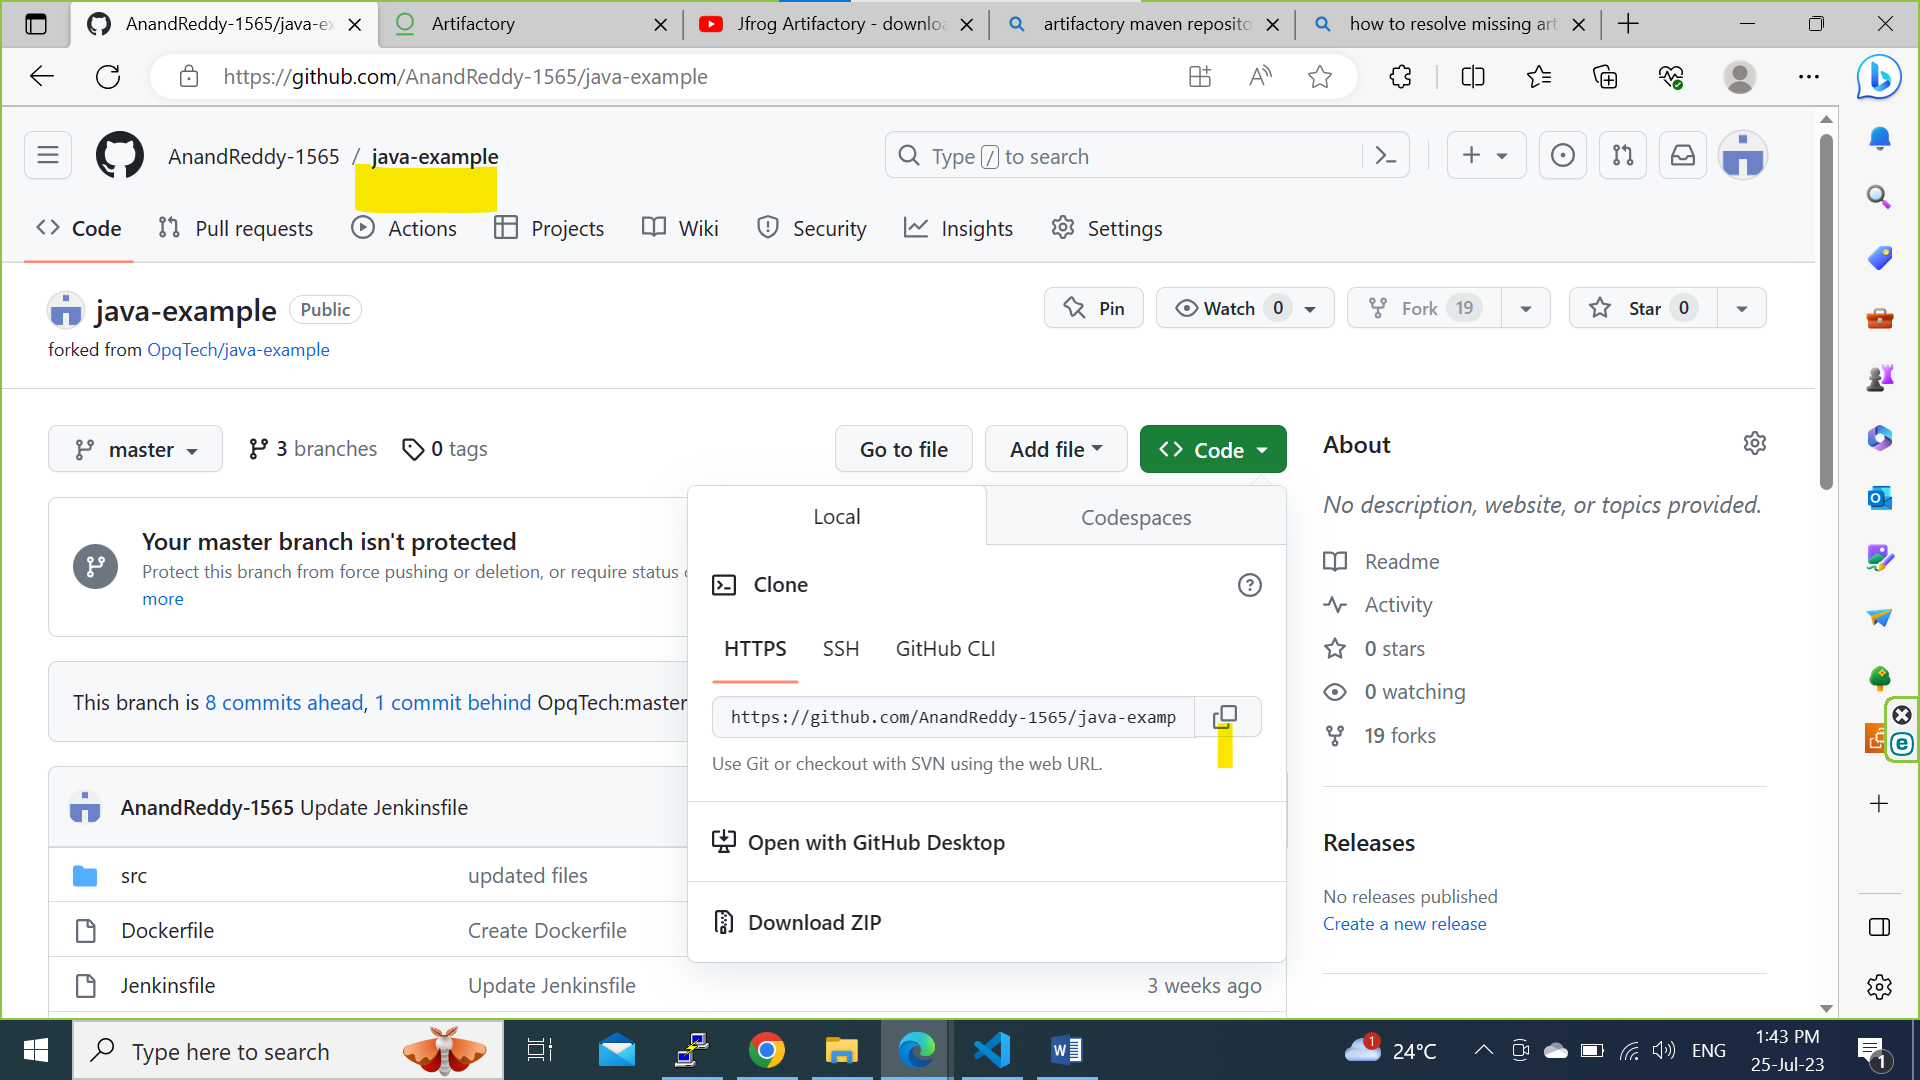 AnandReddy-1565/java-ex
Artifactory
Jfrog Artifactory - downlo
artifactory maven reposito
how to resolve missing art
https://github.com/AnandReddy-1565/java-example
AnandReddy-1565 / java-example
Type / to search
Code
Pull requests
Actions
Projects
Wiki
Security
Insights
Settings
java-example Public
Pin
Watch 0
Fork 19
Star 0
forked from OpqTech/java-example
master
3 branches
0 tags
Go to file
Add file
Code
About
No description, website, or topics provided.
Local
Codespaces
Your master branch isn't protected
Protect this branch from force pushing or deletion, or require status
more
Clone
HTTPS
SSH
GitHub CLI
https://github.com/AnandReddy-1565/java-examp
Use Git or checkout with SVN using the web URL.
This branch is 8 commits ahead, 1 commit behind OpqTech:master
Open with GitHub Desktop
Download ZIP
AnandReddy-1565 Update Jenkinsfile
src
updated files
Dockerfile
Create Dockerfile
Jenkinsfile
Update Jenkinsfile
3 weeks ago
Readme
Activity
0 stars
0 watching
19 forks
Releases
No releases published
Create a new release
Type here to search
1
24°C
ENG
1:43 PM
25-Jul-23
1